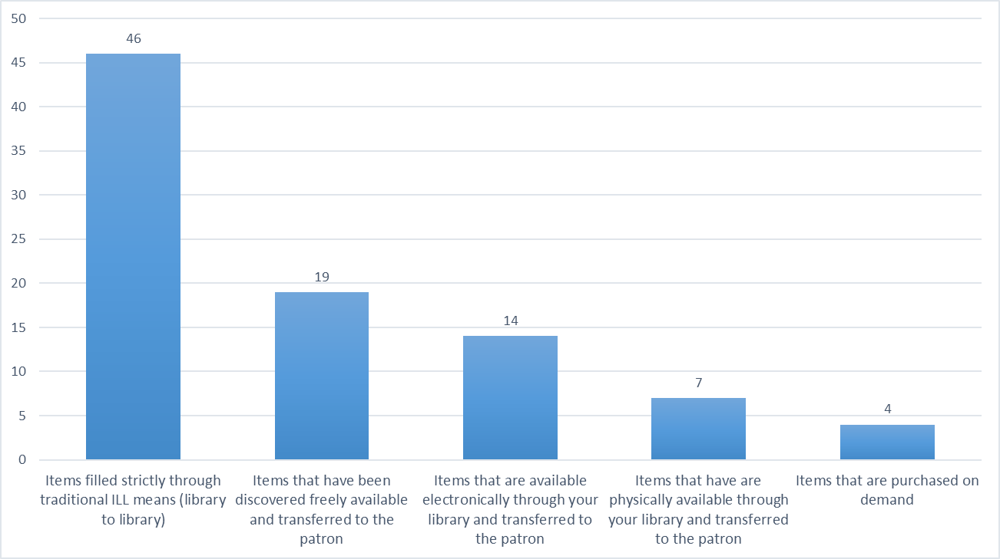 50
45
40
35
30
25
20
15
10
5
0
46
19
14
7
4
Items filled strictly through
traditional ILL means (library
to library)
Items that have been
discovered freely available
and transferred to the
patron
Items that are available
electronically through your
library and transferred to
the patron
Items that have are
physically available through
your library and transferred
to the patron
Items that are purchased on
demand